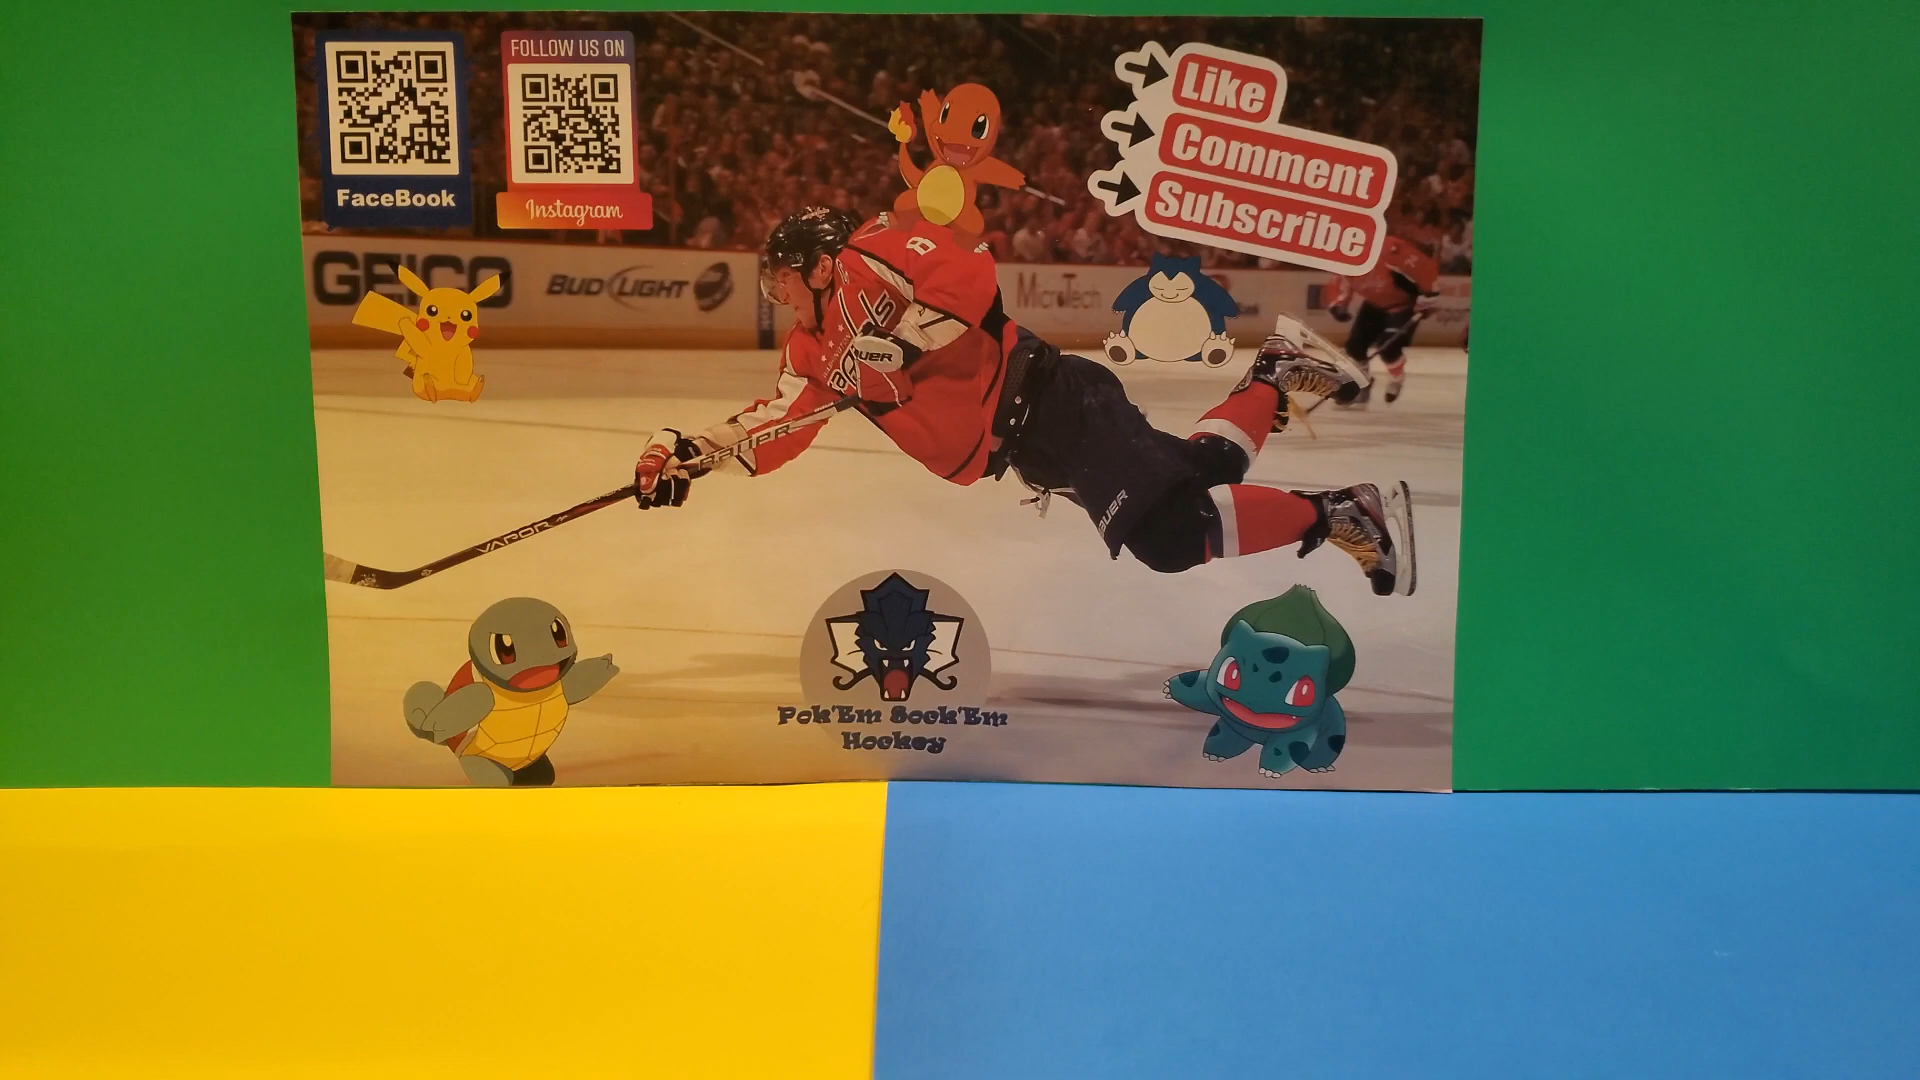 FOLLOW US ON
FaceBook
Instagram
Like
Comment
Subscribe
GEICO
BUD LIGHT
MicroTech
8
BAUER
VAPOR
BAUER
Pok'Em Sock'Em
Hockey